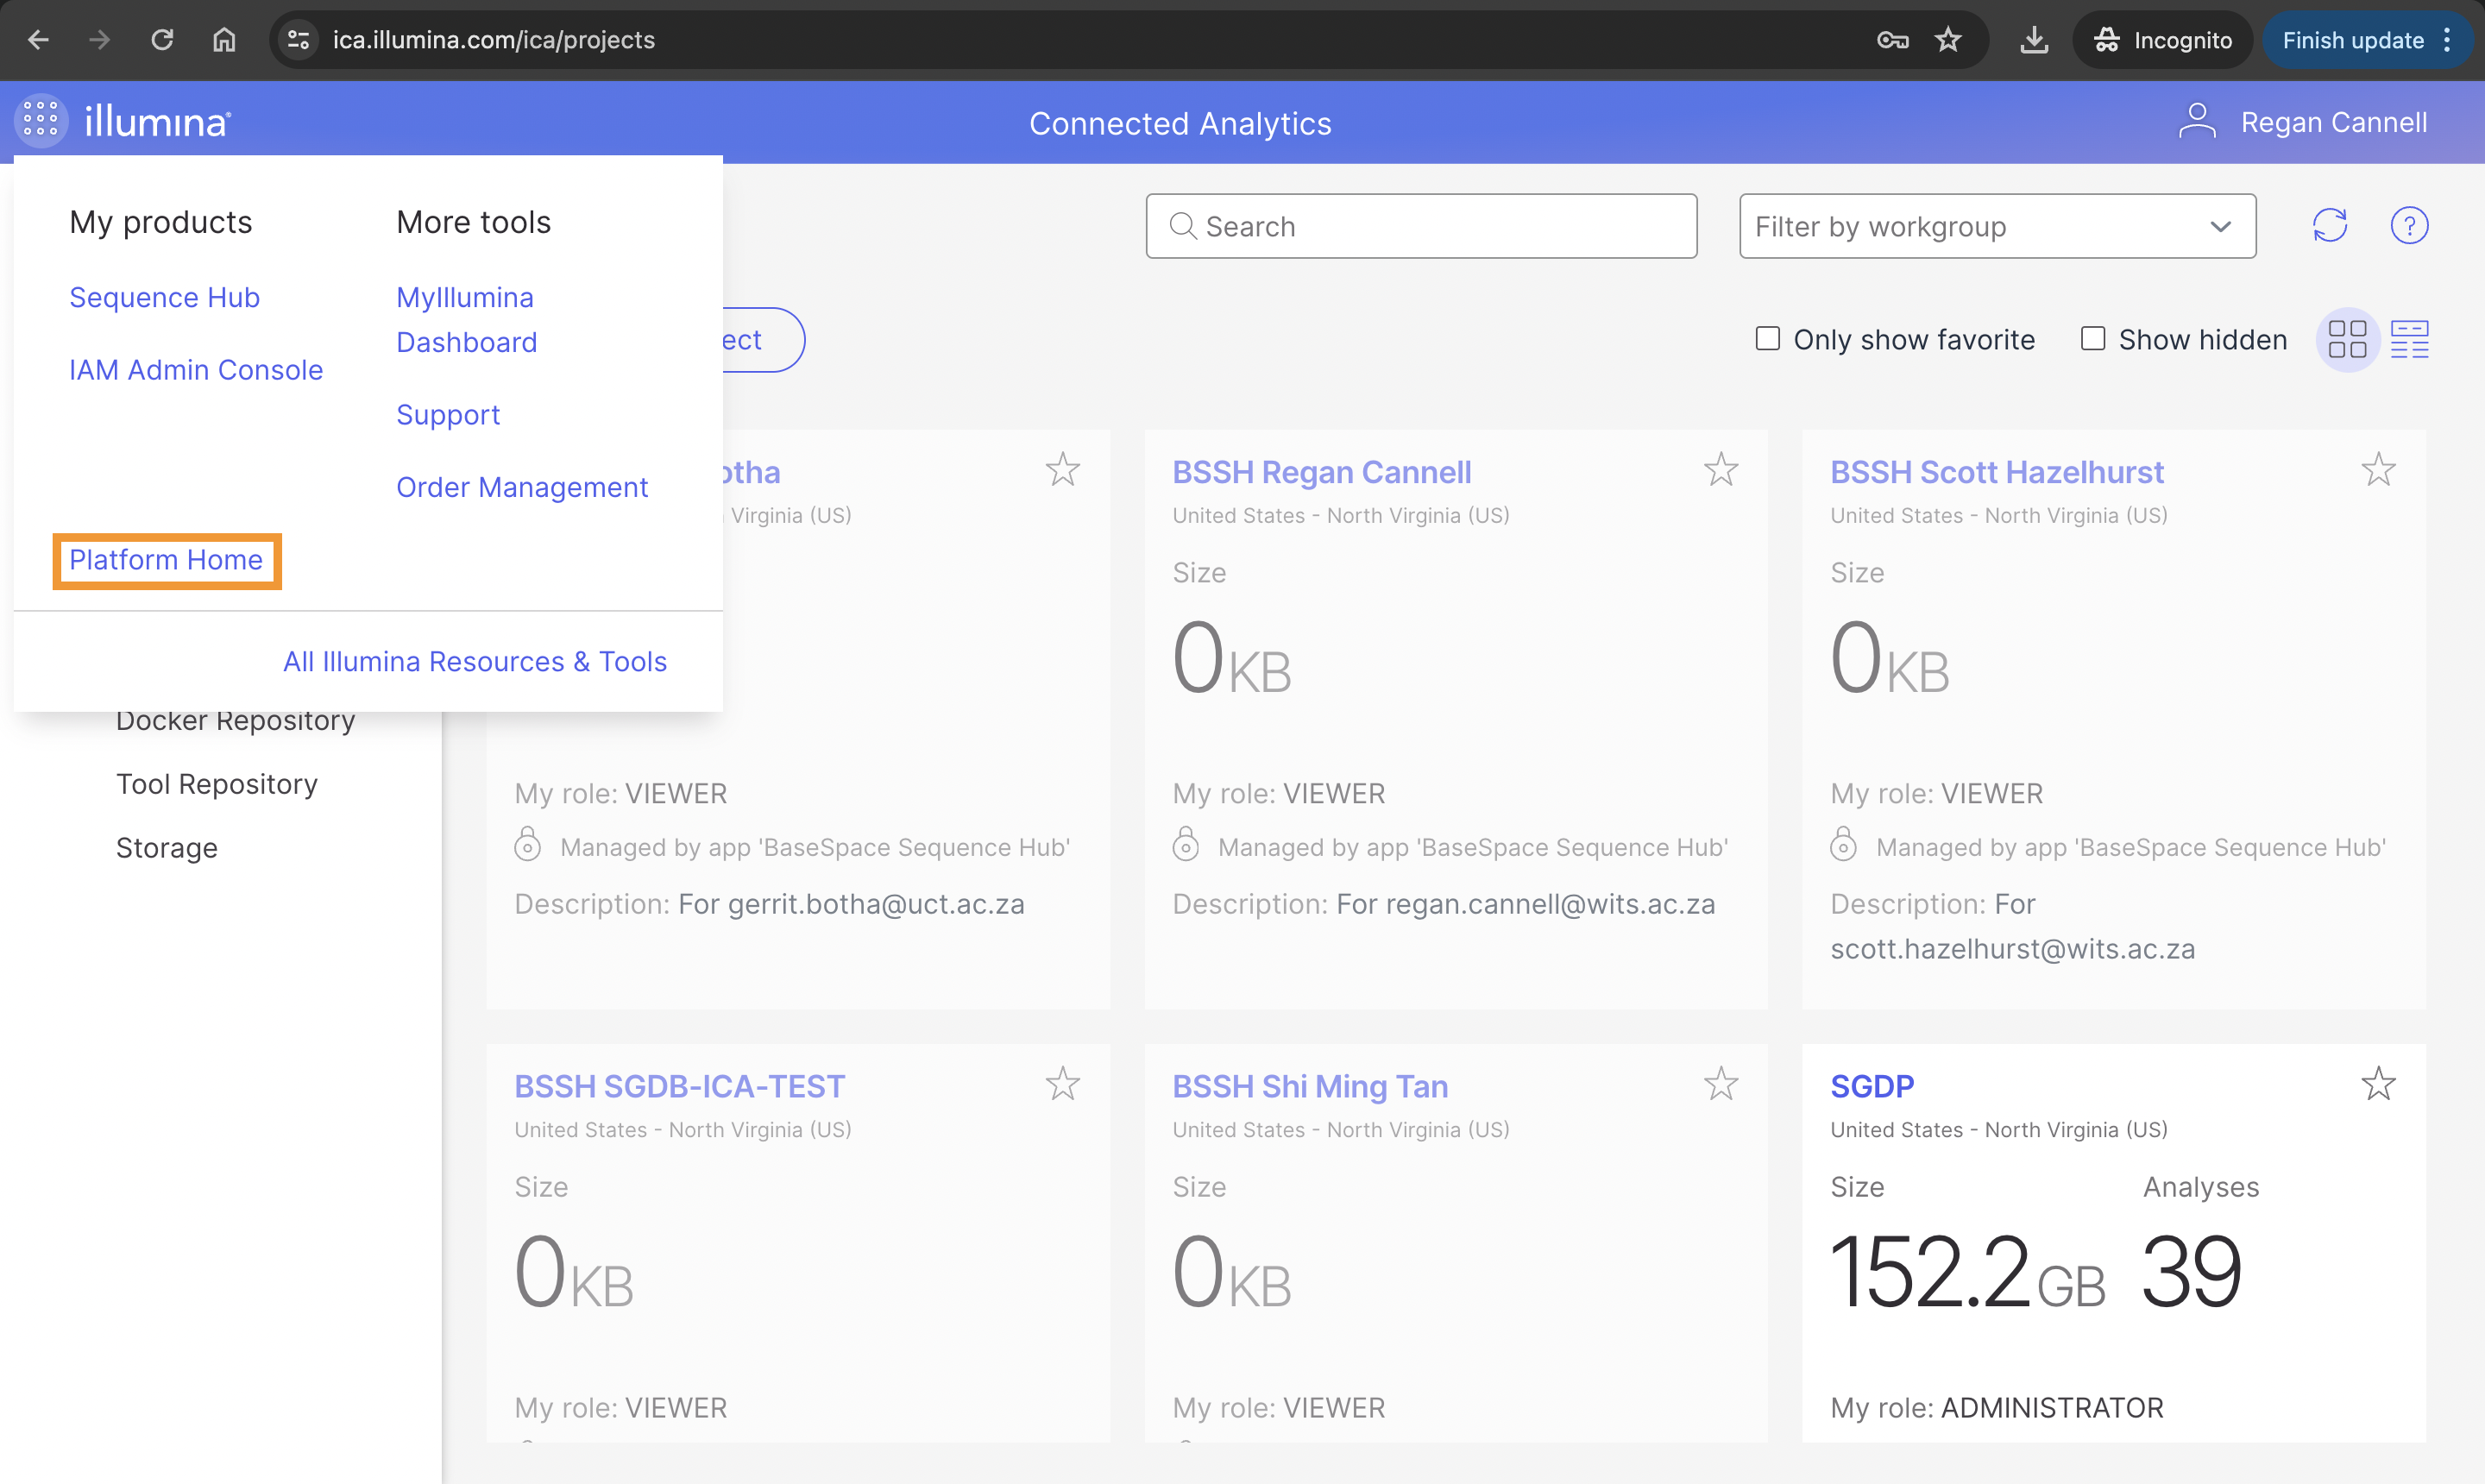 ica.illumina.com/ica/projects
Incognito
Finish update
illumina®
Connected Analytics
Regan Cannell
My products
More tools
Sequence Hub
IAM Admin Console
MyIllumina
Dashboard
Support
Order Management
Platform Home
All Illumina Resources & Tools
Search
Filter by workgroup
ect
Only show favorite
Show hidden
Docker Repository
Tool Repository
Storage
otha
Virginia (US)
My role: VIEWER
Managed by app 'BaseSpace Sequence Hub'
Description: For gerrit.botha@uct.ac.za
BSSH Regan Cannell
United States - North Virginia (US)
Size
0KB
My role: VIEWER
Managed by app 'BaseSpace Sequence Hub'
Description: For regan.cannell@wits.ac.za
BSSH Scott Hazelhurst
United States - North Virginia (US)
Size
0KB
My role: VIEWER
Managed by app 'BaseSpace Sequence Hub'
Description: For
scott.hazelhurst@wits.ac.za
BSSH SGDB-ICA-TEST
United States - North Virginia (US)
Size
0KB
My role: VIEWER
BSSH Shi Ming Tan
United States - North Virginia (US)
Size
0KB
My role: VIEWER
SGDP
United States - North Virginia (US)
Size
Analyses
152.2GB
39
My role: ADMINISTRATOR